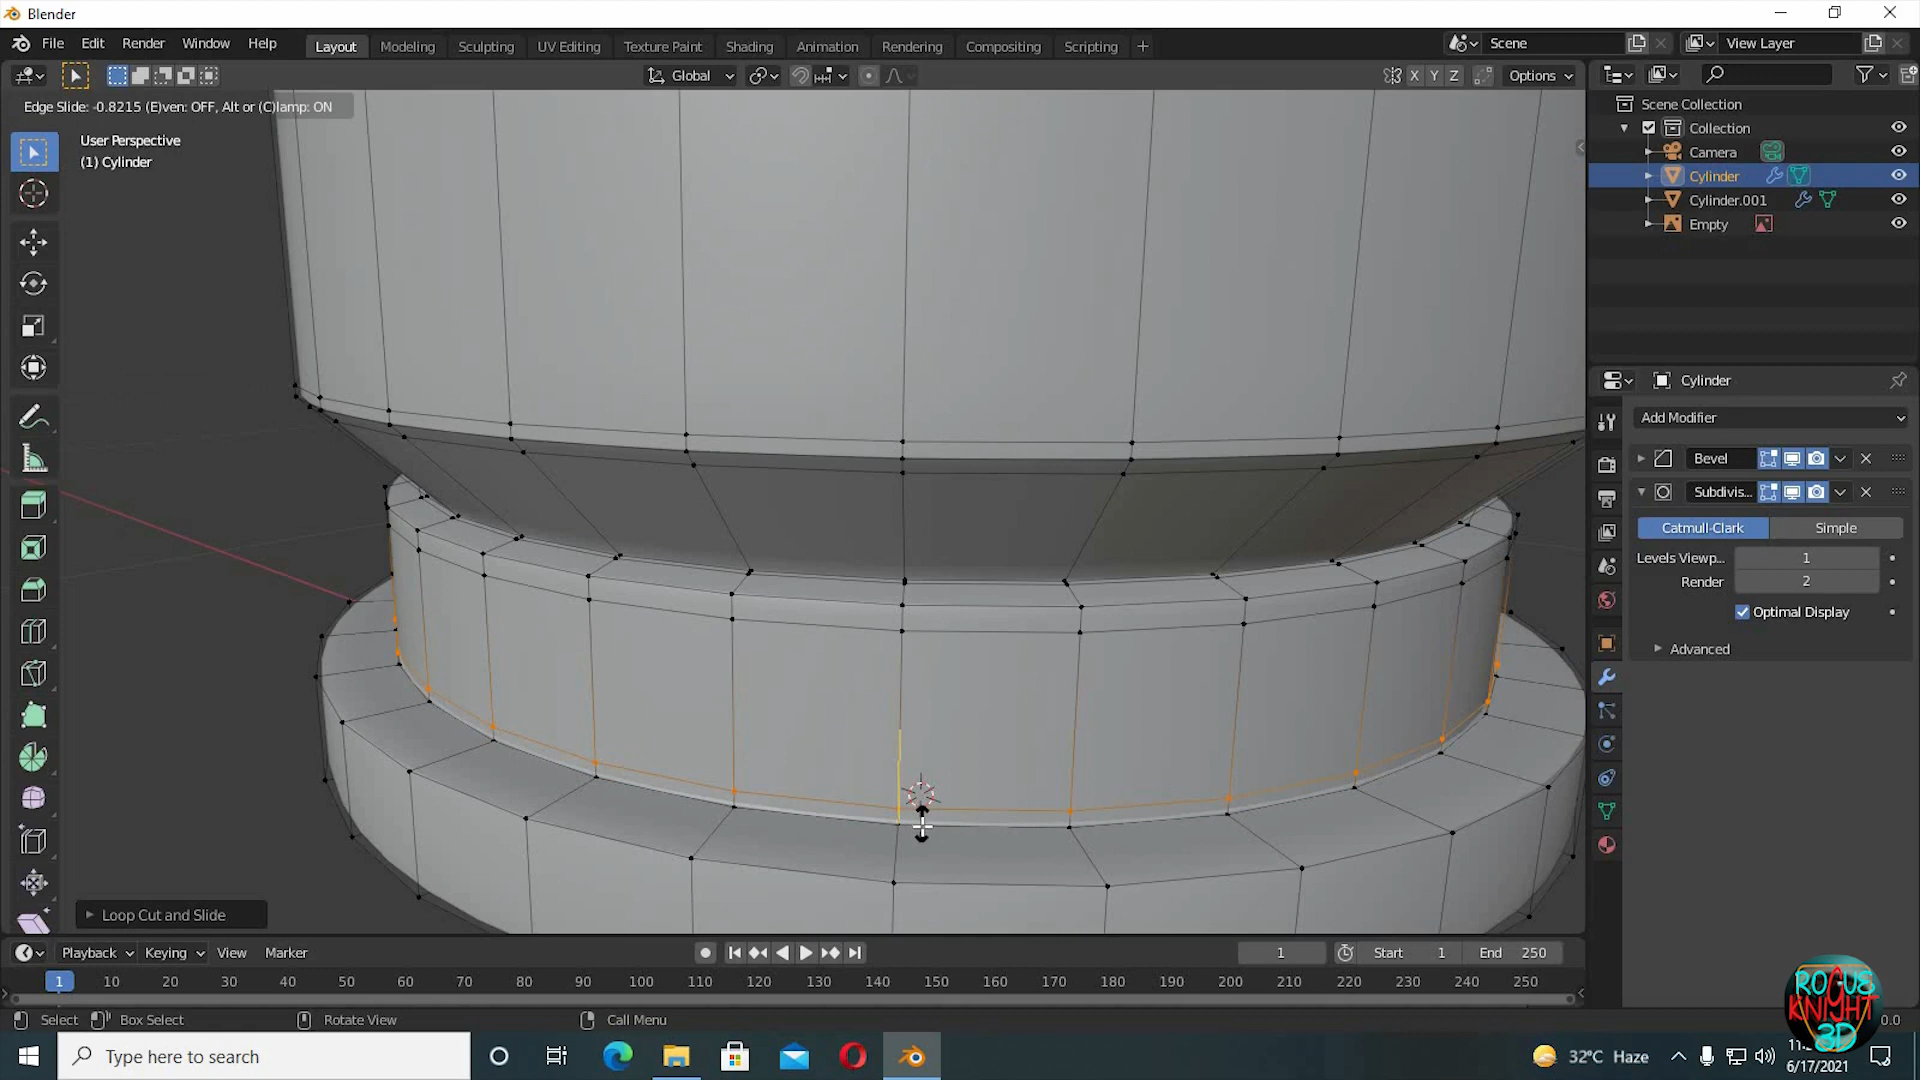 Blender
File Edit Render Window Help Layout Modeling Sculpting UV Editing Texture Paint Shading Animation Rendering Compositing Scripting + Scene View Layer
Global X Y Z Options
Edge Slide: -0.8215 (E)ven: OFF, Alt or (C)lamp: ON
User Perspective
(1) Cylinder
Scene Collection
Collection
Camera
Cylinder
Cylinder.001
Empty
Cylinder
Add Modifier
Bevel
Subdivis...
Catmull-Clark Simple
Levels Viewp... 1
Render 2
Optimal Display
Advanced
Loop Cut and Slide
Playback Keying View Marker 1 Start 1 End 250
1 10 20 30 40 50 60 70 80 90 100 110 120 130 140 150 160 170 180 190 200 210 220 230 240 250
Select Box Select Rotate View Call Menu
ROGUE
KNIGHT
3D
Type here to search
32°C Haze
6/17/2021